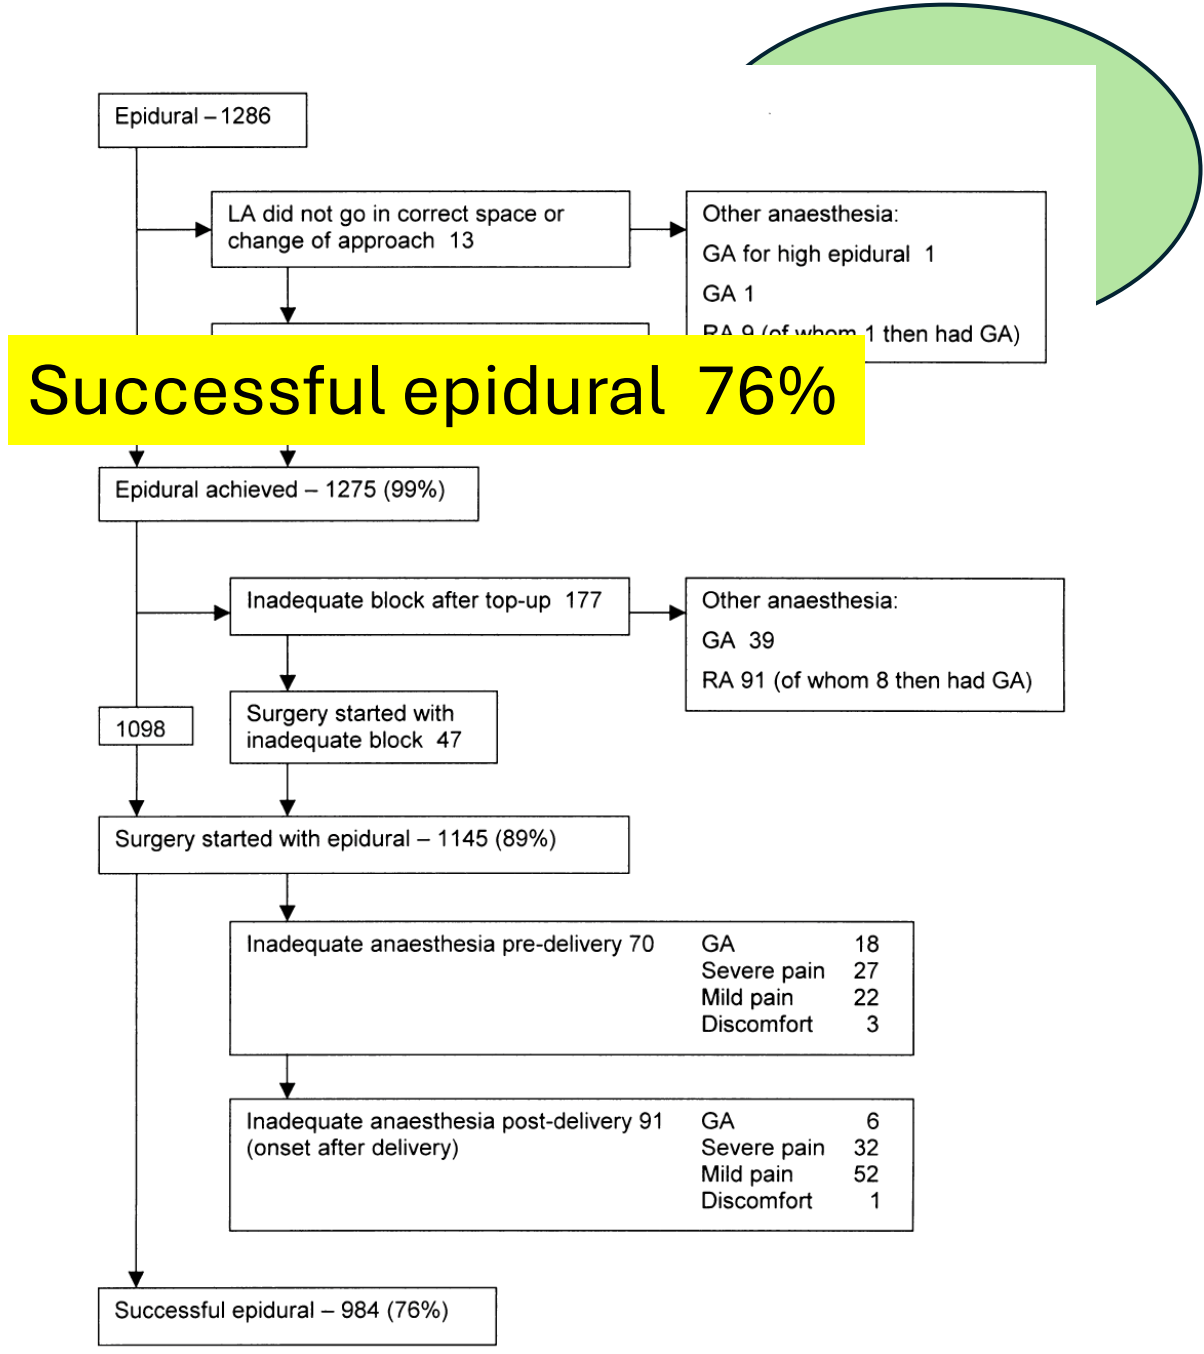 Epidural – 1286
LA did not go in correct space or
change of approach 13
Other anaesthesia:
GA for high epidural 1
GA 1
RA 9 (of whom 1 then had GA)
Successful epidural 76%
Epidural achieved – 1275 (99%)
Inadequate block after top-up 177
Other anaesthesia:
GA 39
RA 91 (of whom 8 then had GA)
Surgery started with
inadequate block 47
1098
Surgery started with epidural – 1145 (89%)
Inadequate anaesthesia pre-delivery 70 GA 18
Severe pain 27
Mild pain 22
Discomfort 3
Inadequate anaesthesia post-delivery 91 GA 6
(onset after delivery) Severe pain 32
Mild pain 52
Discomfort 1
Successful epidural – 984 (76%)